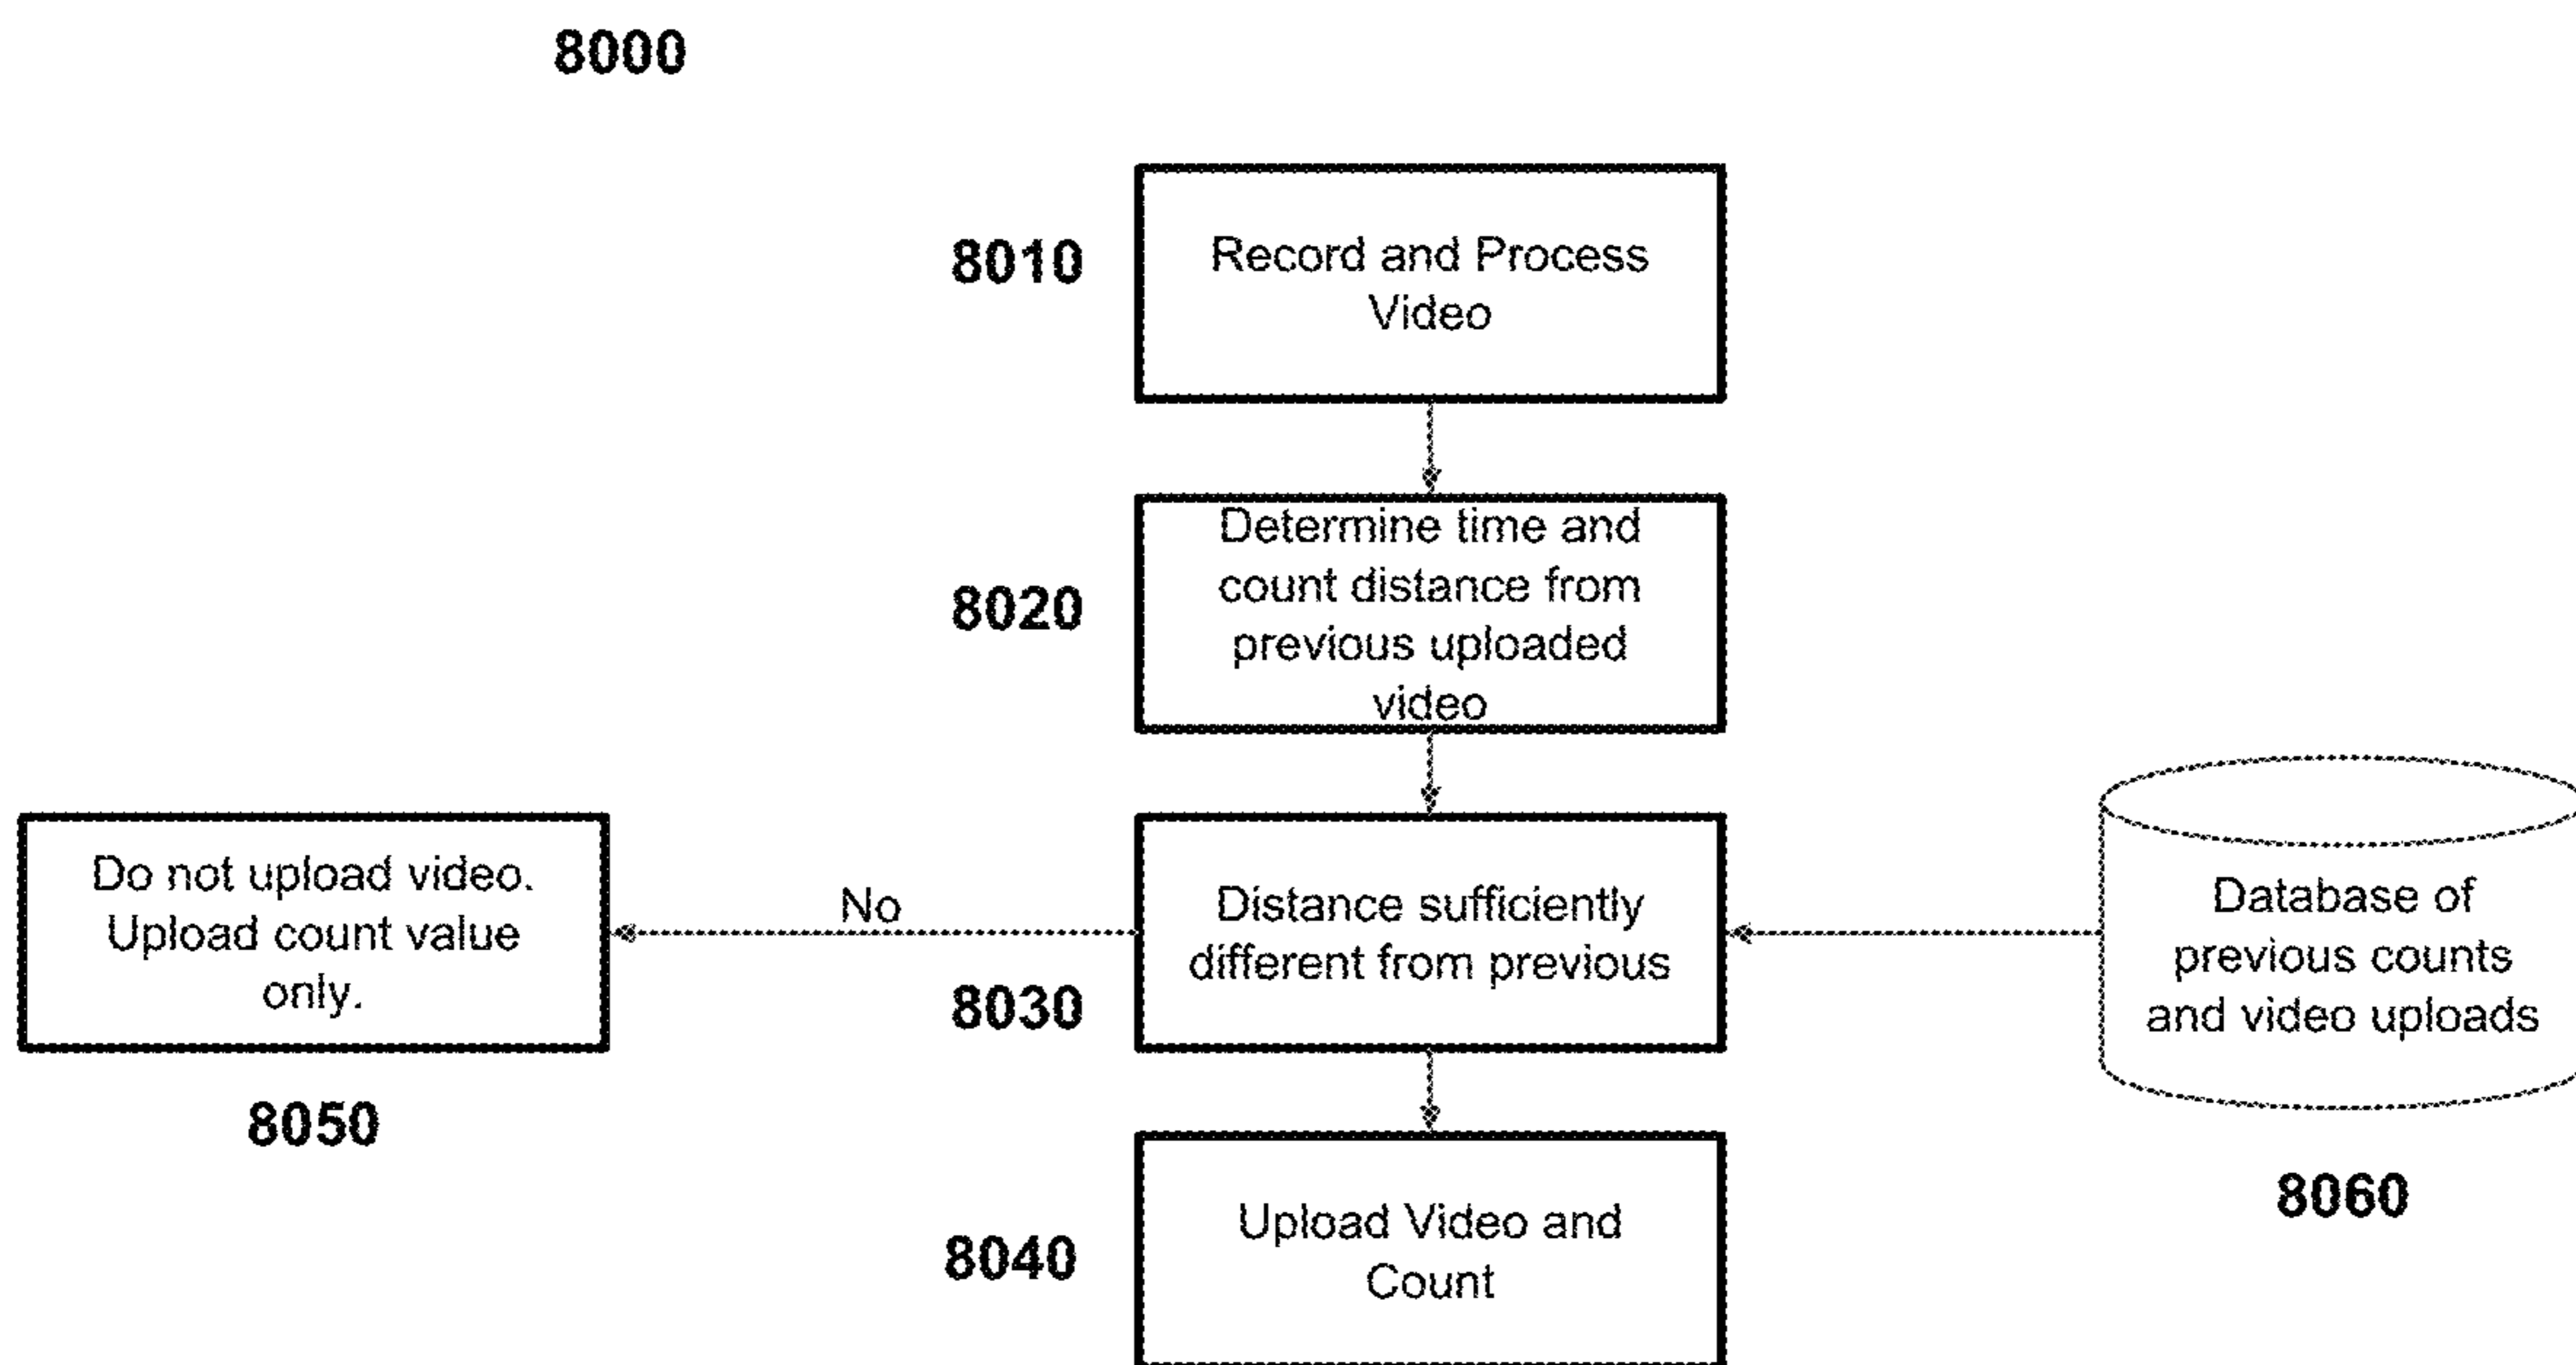 8000
8010
Record and Process
Video
8020
Determine time and
count distance from
previous uploaded
video
Do not upload video.
Upload count value
only.
8050
No
Distance sufficiently
different from previous
8030
Database of
previous counts
and video uploads
8060
8040
Upload Video and
Count